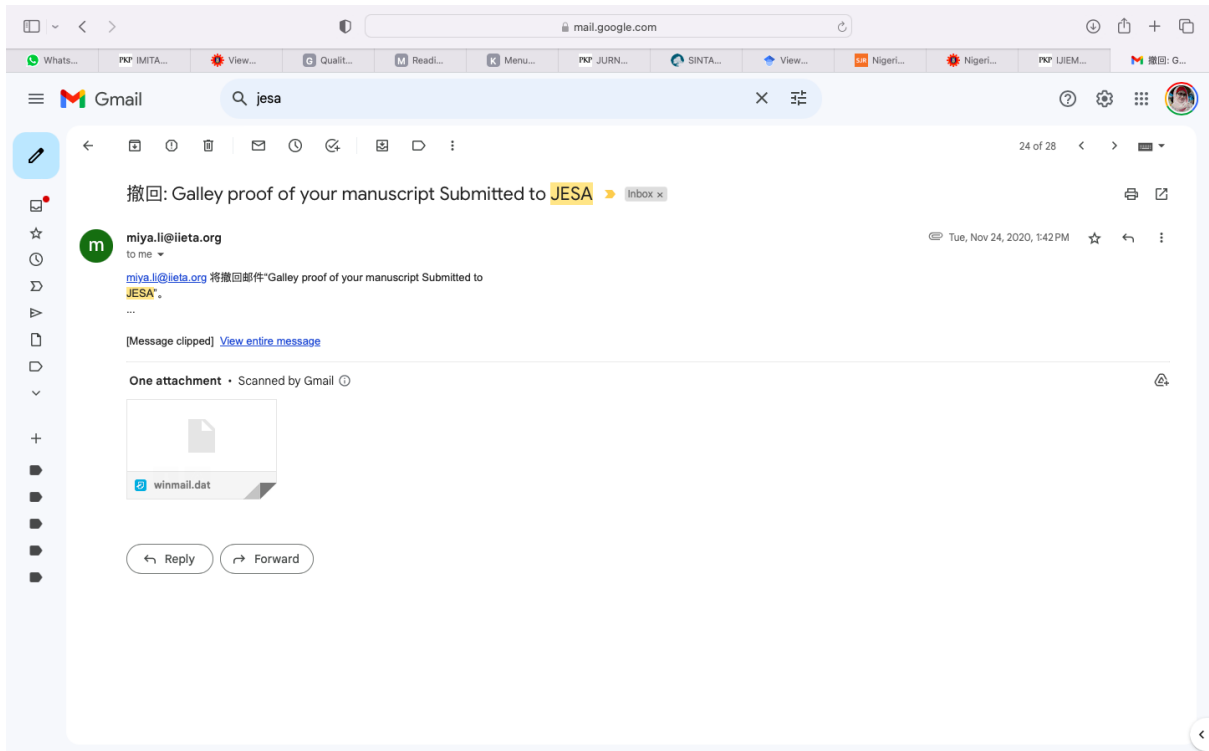 mail.google.com
Whats...
PKP IMITA...
View...
G Qualit...
M Readi...
K Menu...
PKP JURN...
SINTA...
View...
SJR Nigeri...
Nigeri...
PKP IJIEM...
撤回: G...
Gmail
jesa
24 of 28
撤回: Galley proof of your manuscript Submitted to JESA
Inbox x
m
miya.li@iieta.org
Tue, Nov 24, 2020, 1:42 PM
to me
miya.li@iieta.org 将撤回邮件“Galley proof of your manuscript Submitted to
JESA”。
...
[Message clipped] View entire message
One attachment • Scanned by Gmail
winmail.dat
Reply
Forward